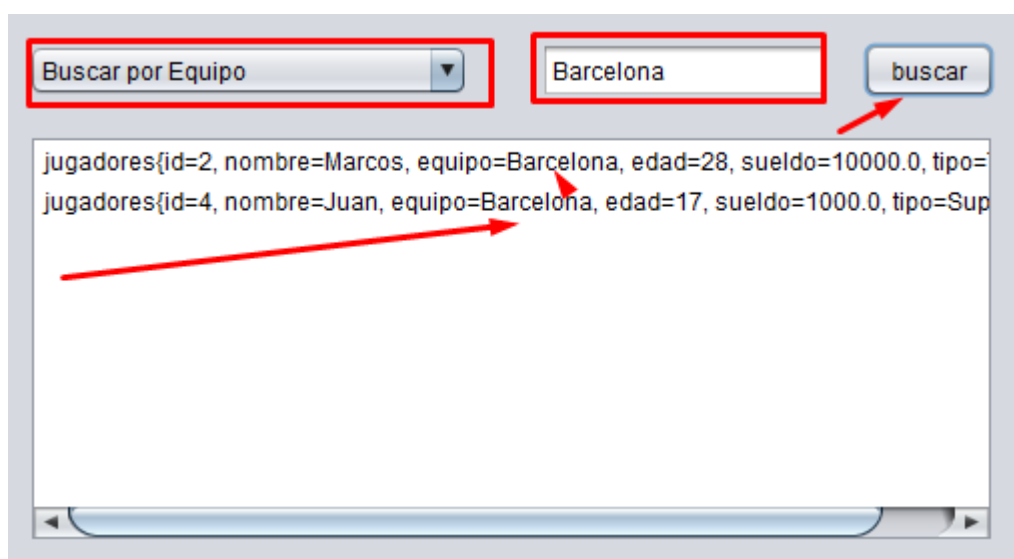 Buscar por Equipo
Barcelona
buscar
jugadores{id=2, nombre=Marcos, equipo=Barcelona, edad=28, sueldo=10000.0, tipo=
jugadores{id=4, nombre=Juan, equipo=Barcelona, edad=17, sueldo=1000.0, tipo=Sup